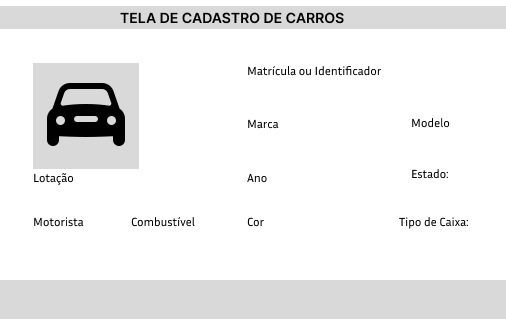 TELA DE CADASTRO DE CARROS
Matrícula ou Identificador
Marca
Modelo
Lotação
Ano
Estado:
Motorista
Combustível
Cor
Tipo de Caixa: